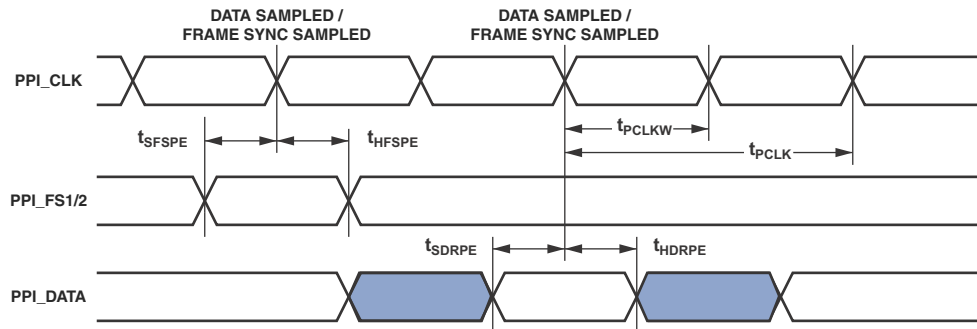 DATA SAMPLED /
FRAME SYNC SAMPLED
DATA SAMPLED /
FRAME SYNC SAMPLED
PPI_CLK
tSFSPE
tHFSPE
tPCLKW
tPCLK
PPI_FS1/2
tSDRPE
tHDRPE
PPI_DATA